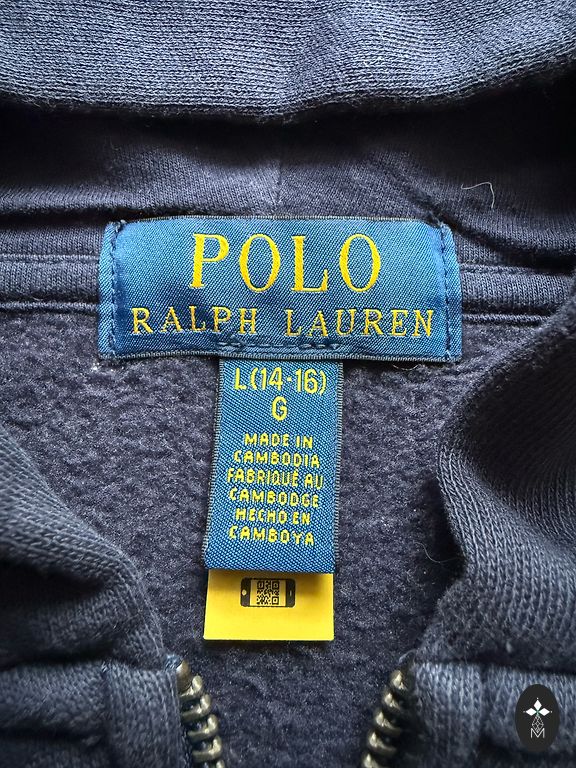 POLO
RALPH LAUREN
L(14-16)
G
MADE IN
CAMBODIA
FABRIQUÉ AU
CAMBODGE
HECHO EN
CAMBOYA
M